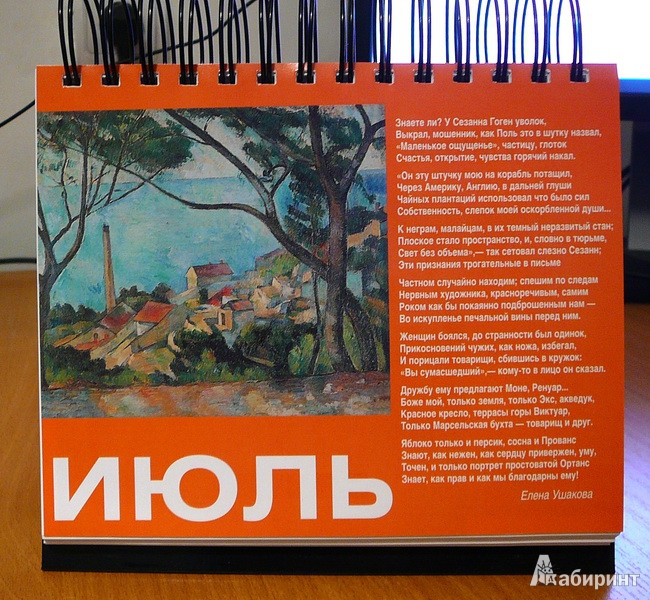 Знаете ли? У Сезанна Гоген уволок,
Выкрал, мошенник, как Поль это в шутку назвал,
«Маленькое ощущенье», частицу, глоток
Счастья, открытие, чувства горячий накал.
«Он эту штучку мою на корабль потащил,
Через Америку, Англию, в дальней глуши
Чайных плантаций использовал что было сил
Собственность, слепок моей оскорбленной души...
К неграм, малайцам, в их темный неразвитый стан;
Плоское стало пространство, и, словно в тюрьме,
Свет без объема»,— так сетовал слезно Сезанн;
Эти признания трогательные в письме
Частном случайно находим; спешим по следам
Нервным художника, красноречивым, самим
Роком как бы покаянно подброшенным нам —
Во искупленье печальной вины перед ним.
Женщин боялся, до странности был одинок,
Прикосновений чужих, как ножа, избегал,
И порицали товарищи, сбившись в кружок:
«Вы сумасшедший»,— кому-то в лицо он сказал.
Дружбу ему предлагают Моне, Ренуар...
Боже мой, только земля, только Экс, акведук,
Красное кресло, террасы горы Виктуар,
Только Марсельская бухта — товарищ и друг.
Яблоко только и персик, сосна и Прованс
Знают, как нежен, как сердцу привержен, уму,
Точен, и только портрет простоватой Ортанс
Знает, как прав и как мы благодарны ему!
Елена Ушакова
ИЮЛЬ
Лабиринт